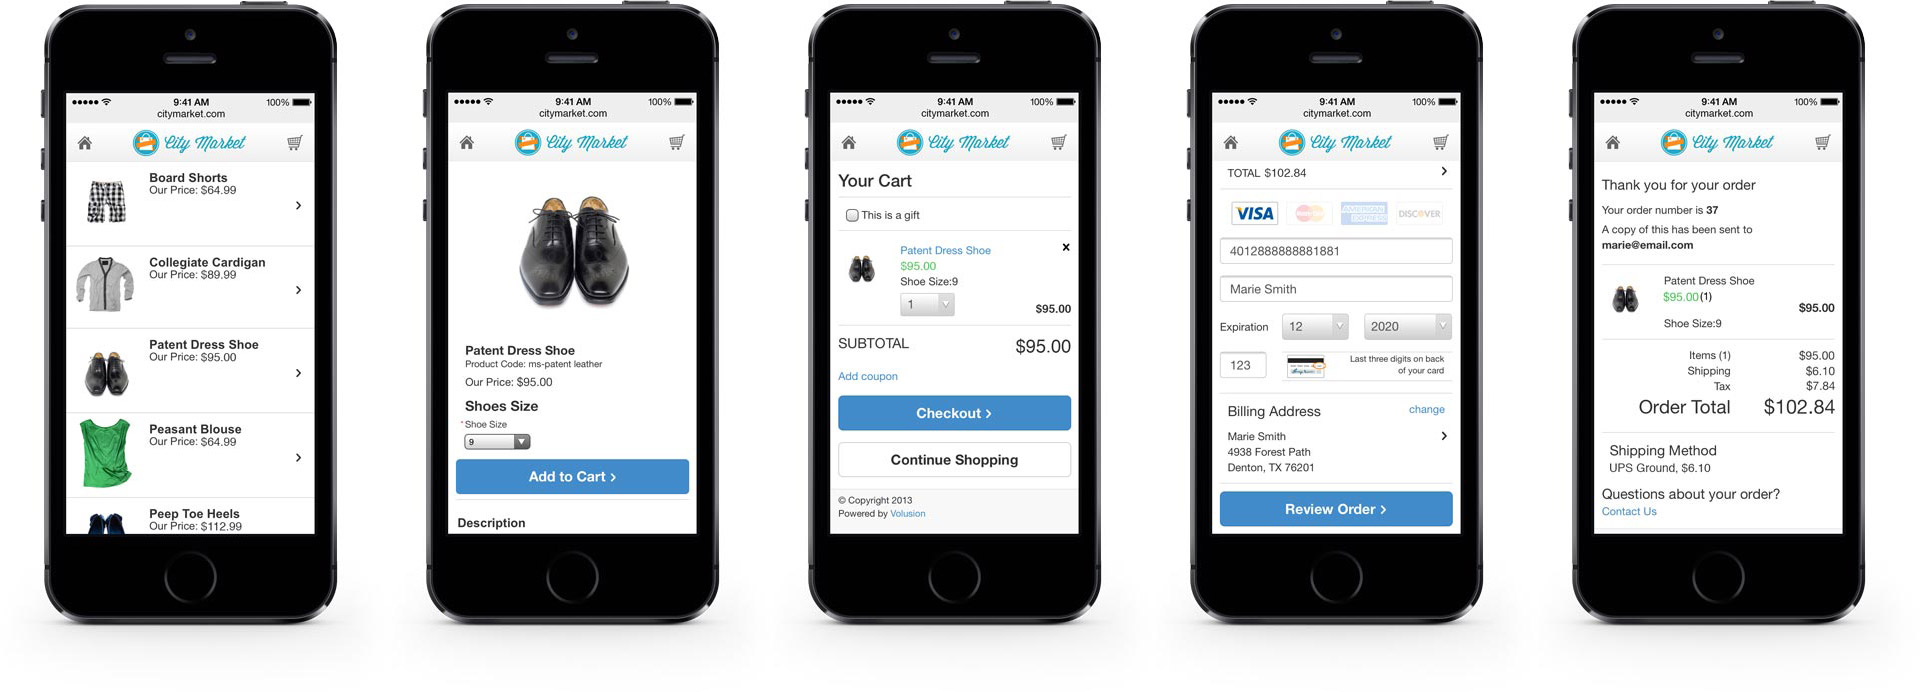 9:41 AM 100%
citymarket.com
City Market
Board Shorts
Our Price: $64.99
Collegiate Cardigan
Our Price: $89.99
Patent Dress Shoe
Our Price: $95.00
Peasant Blouse
Our Price: $64.99
Peep Toe Heels
Our Price: $112.99
9:41 AM 100%
citymarket.com
City Market
Patent Dress Shoe
Product Code: ms-patent leather
Our Price: $95.00
Shoes Size
*Shoe Size
9
Add to Cart >
Description
9:41 AM 100%
citymarket.com
City Market
Your Cart
This is a gift
Patent Dress Shoe
$95.00
Shoe Size:9
1
$95.00
SUBTOTAL $95.00
Add coupon
Checkout >
Continue Shopping
© Copyright 2013
Powered by Volusion
9:41 AM 100%
citymarket.com
City Market
TOTAL $102.84
VISA MasterCard AMERICAN EXPRESS DISCOVER
4012888888881881
Marie Smith
Expiration 12 2020
123
Last three digits on back
of your card
Billing Address change
Marie Smith
4938 Forest Path
Denton, TX 76201
Review Order >
9:41 AM 100%
citymarket.com
City Market
Thank you for your order
Your order number is 37
A copy of this has been sent to
marie@email.com
Patent Dress Shoe
$95.00(1)
$95.00
Shoe Size:9
Items (1) $95.00
Shipping $6.10
Tax $7.84
Order Total $102.84
Shipping Method
UPS Ground, $6.10
Questions about your order?
Contact Us